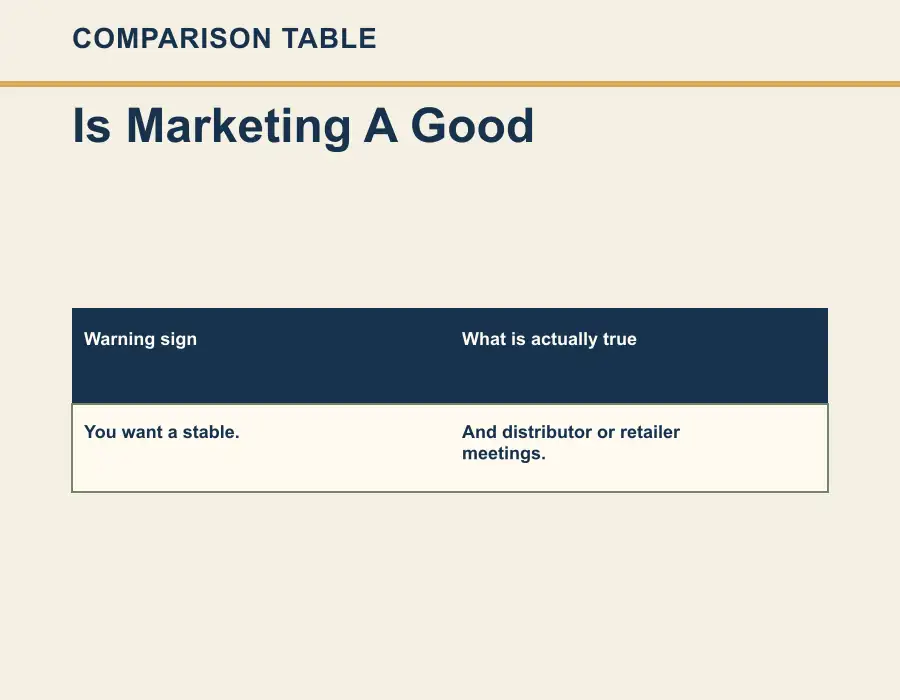 COMPARISON TABLE
Is Marketing A Good
Warning sign
What is actually true
You want a stable.
And distributor or retailer
meetings.